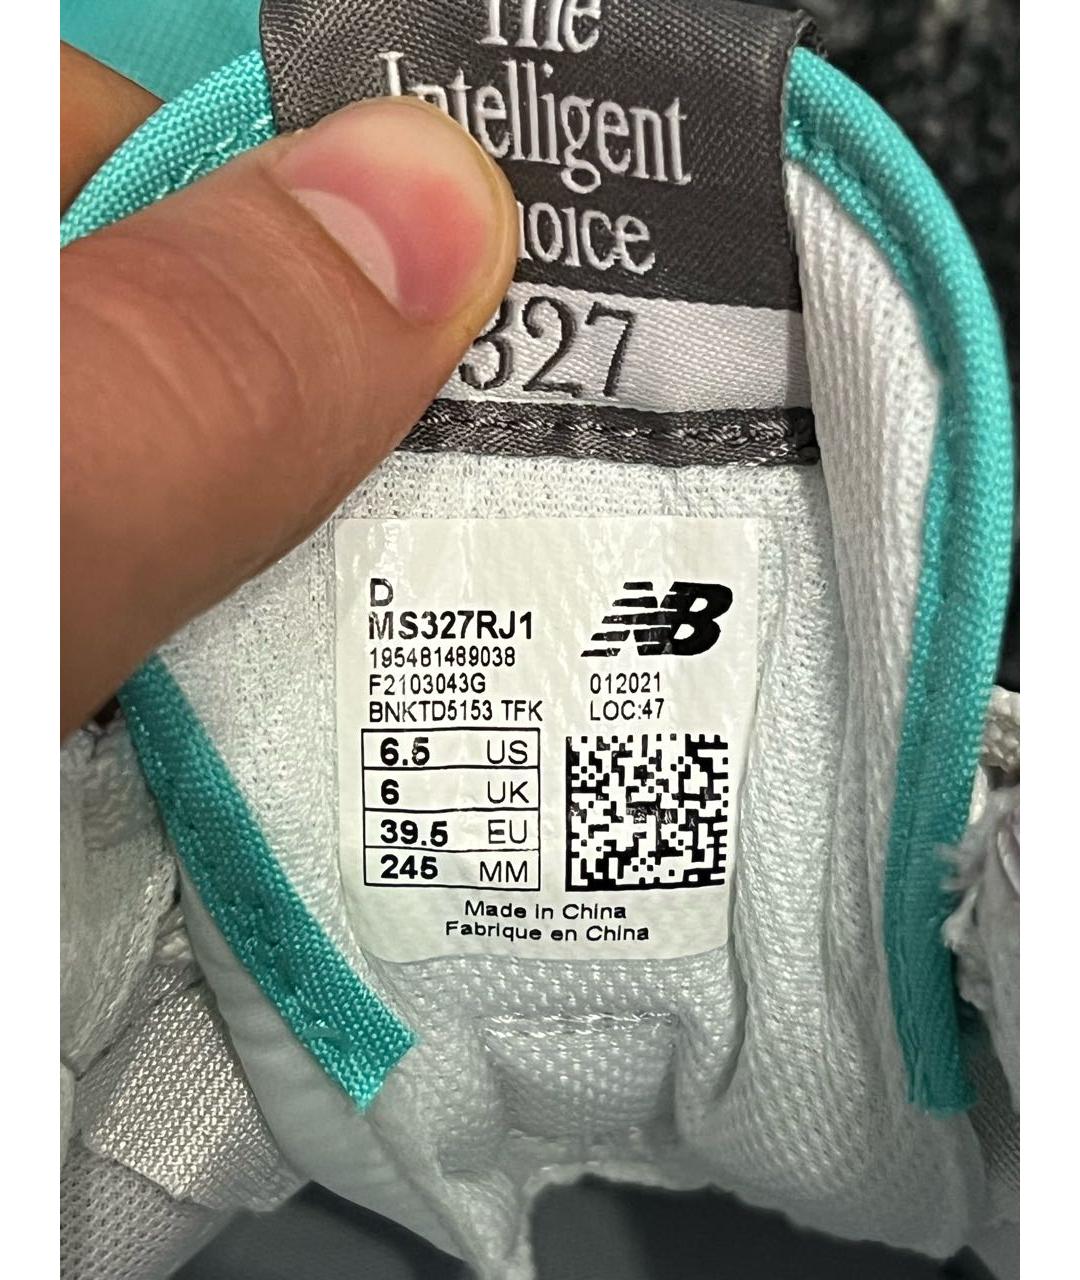 The
Intelligent
327
D
MS327RJ1
195481489038
F2103043G
BNKTD5153 TFK
NB
012021
LOC:47
6.5 US
6 UK
39.5 EU
245 MM
Made in China
Fabrique en China